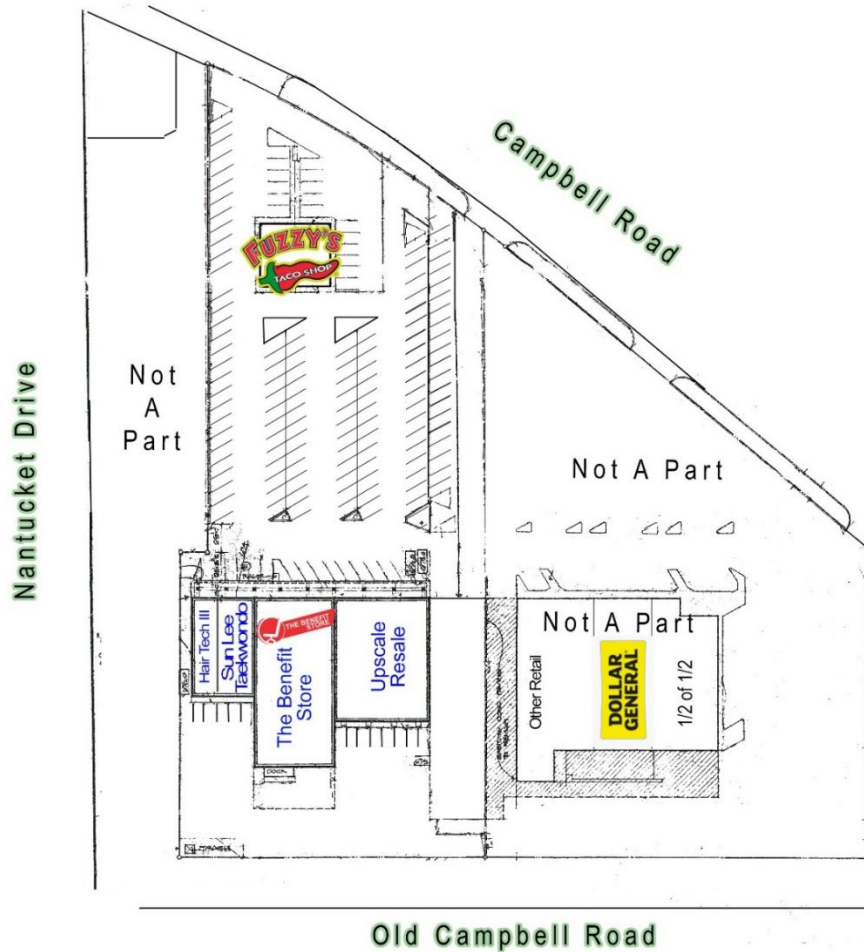 Campbell Road
FUZZY'S
TACO SHOP
Nantucket Drive
Not
A
Part
Not A Part
Hair Tech III
Sun Lee
Taekwondo
THE BENEFIT
STORE
The Benefit
Store
Upscale
Resale
Not A Part
Other Retail
DOLLAR
GENERAL
1/2 of 1/2
Old Campbell Road